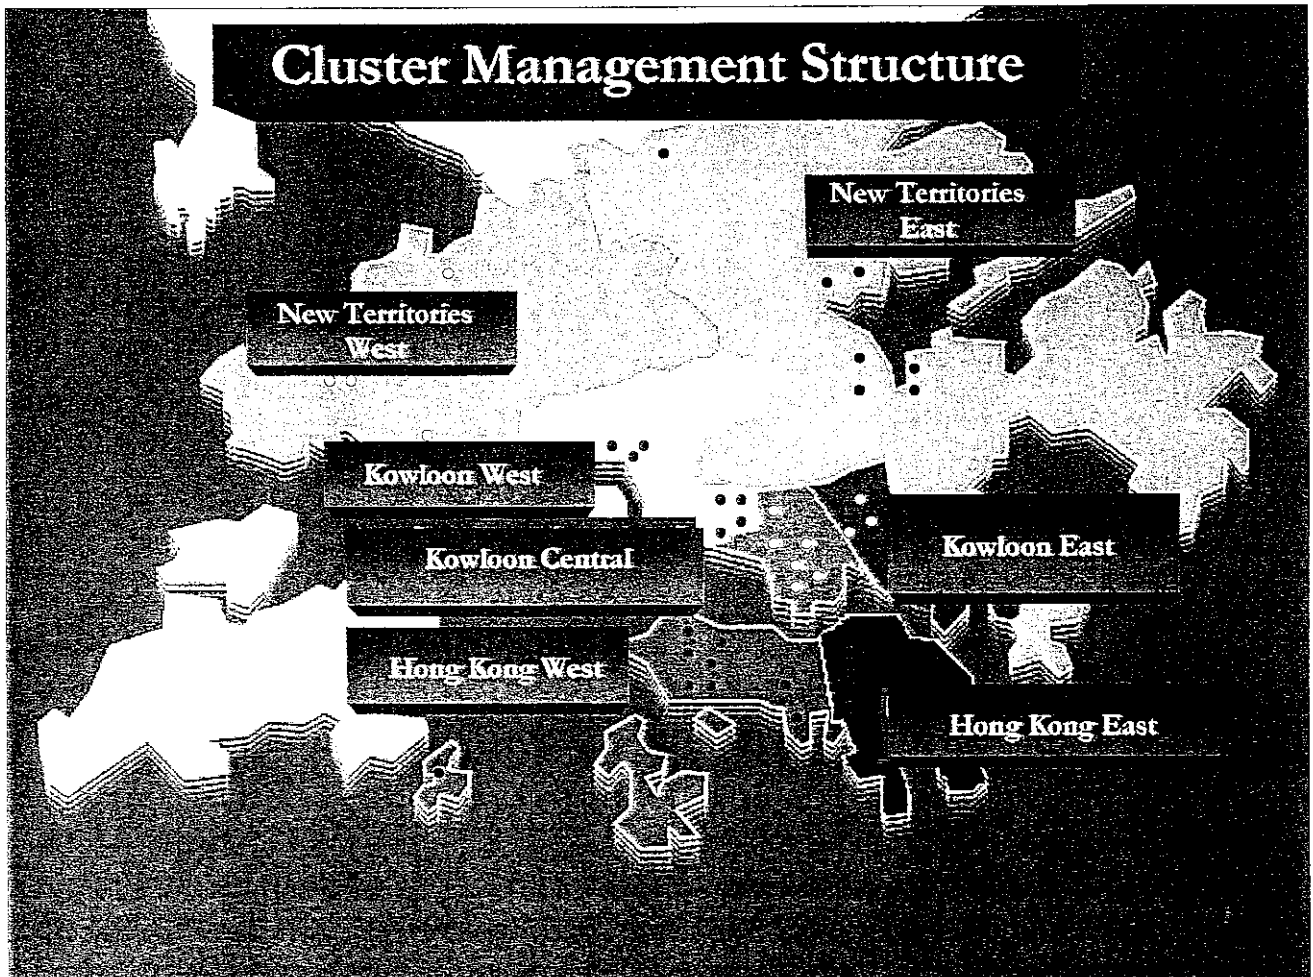 Cluster Management Structure
New Territories
East
New Territories
West
Kowloon West
Kowloon Central
Kowloon East
Hong Kong West
Hong Kong East